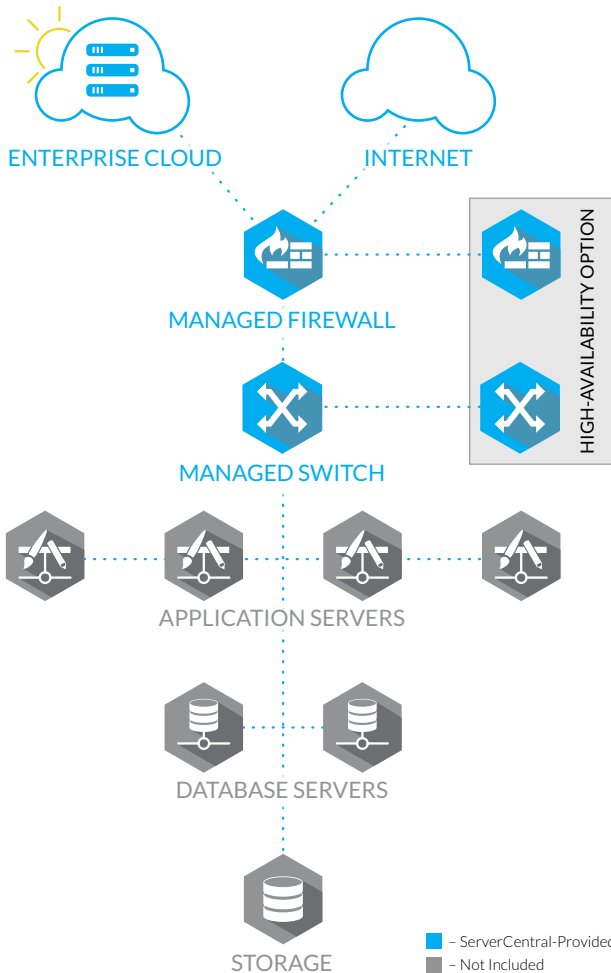 ENTERPRISE CLOUD
INTERNET
MANAGED FIREWALL
HIGH-AVAILABILITY OPTION
MANAGED SWITCH
APPLICATION SERVERS
DATABASE SERVERS
STORAGE
– ServerCentral-Provided
– Not Included